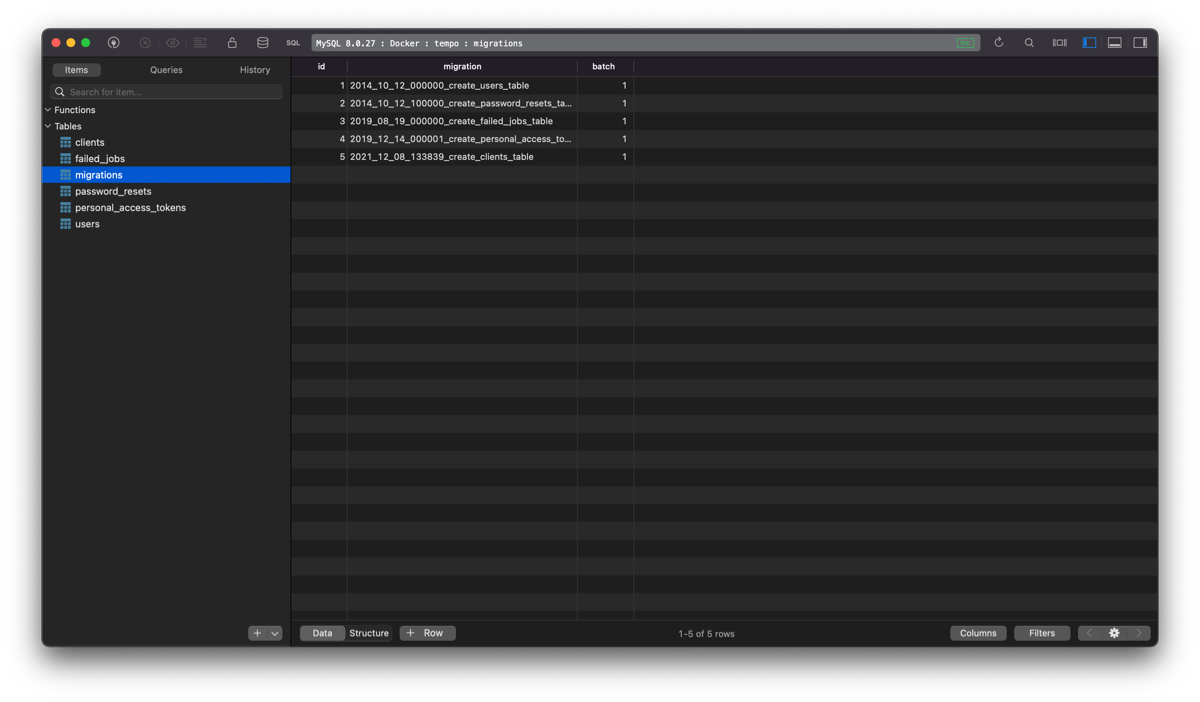 SQL
MySQL 8.0.27 : Docker : tempo : migrations
Items
Queries
History
Search for item...
Functions
Tables
clients
failed_jobs
migrations
password_resets
personal_access_tokens
users
id migration batch
1 2014_10_12_000000_create_users_table 1
2 2014_10_12_100000_create_password_resets_ta... 1
3 2019_08_19_000000_create_failed_jobs_table 1
4 2019_12_14_000001_create_personal_access_to... 1
5 2021_12_08_133839_create_clients_table 1
+
Data
Structure
+ Row
1-5 of 5 rows
Columns
Filters